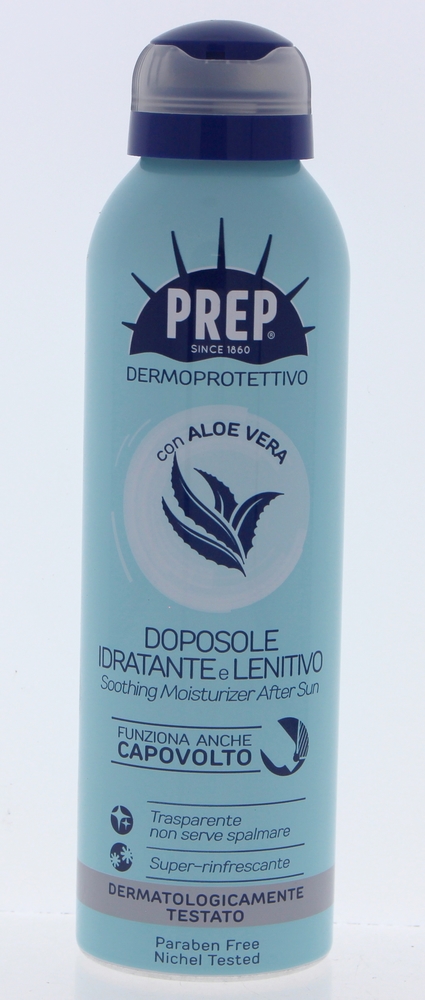 PREP®
SINCE 1860
DERMOPROTETTIVO
con ALOE VERA
DOPOSOLE
IDRATANTE e LENITIVO
Soothing Moisturizer After Sun
FUNZIONA ANCHE
CAPOVOLTO
Trasparente
non serve spalmare
Super-rinfrescante
DERMATOLOGICAMENTE
TESTATO
Paraben Free
Nichel Tested